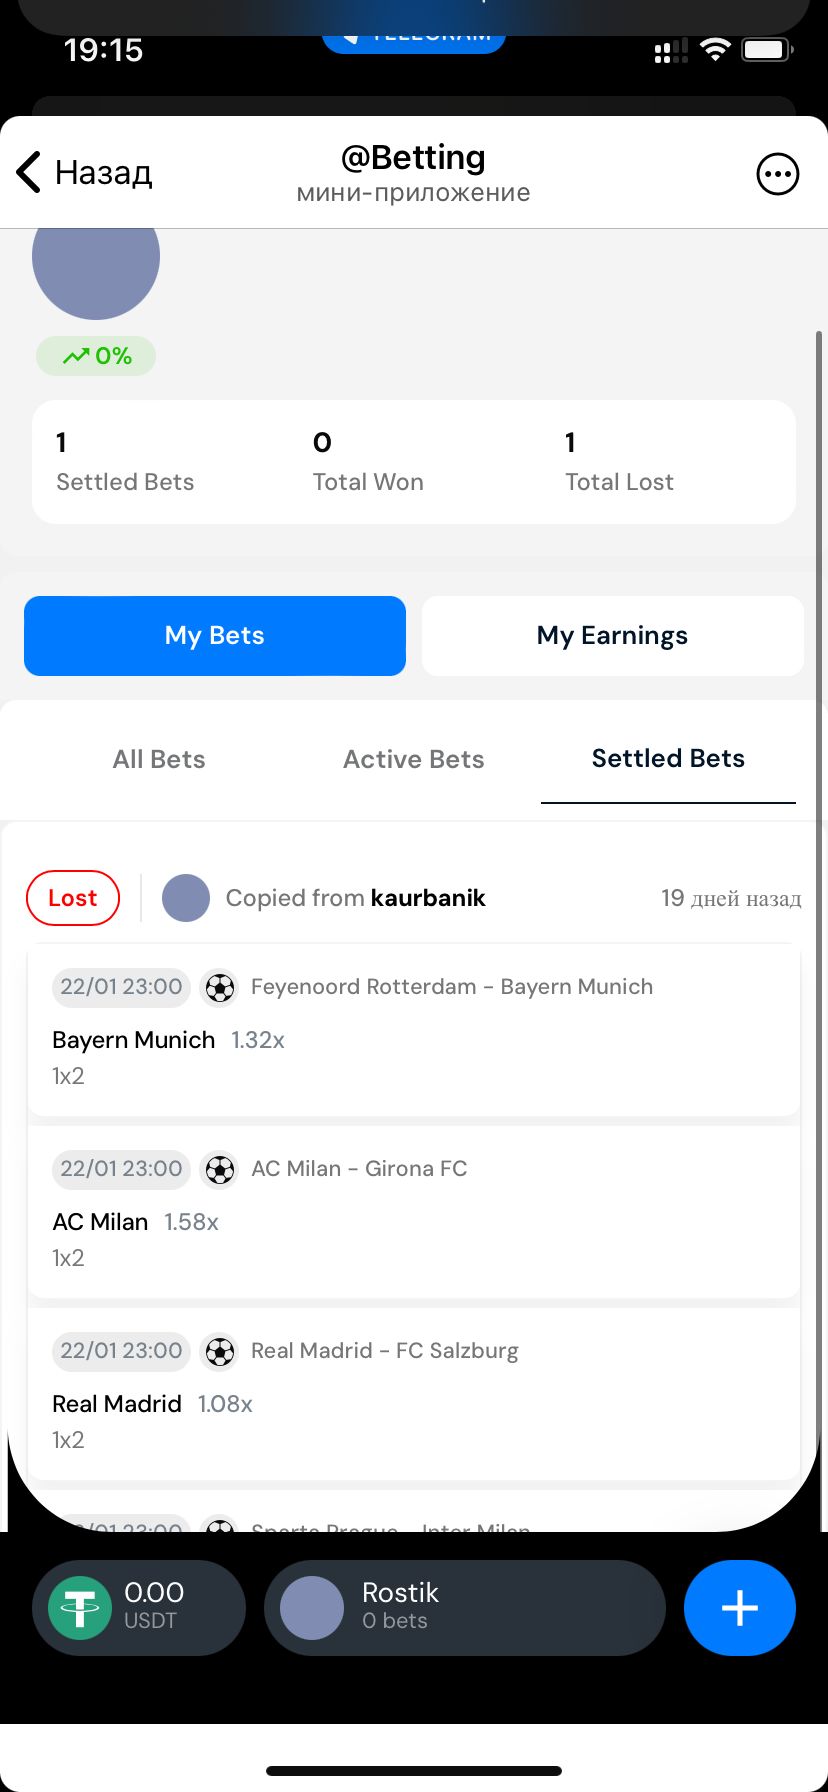 19:15
TELEGRAM
Назад
@Betting
мини-приложение
0%
1
0
1
Settled Bets
Total Won
Total Lost
My Bets
My Earnings
All Bets
Active Bets
Settled Bets
Lost
Copied from kaurbanik
19 дней назад
22/01 23:00
Feyenoord Rotterdam - Bayern Munich
Bayern Munich 1.32x
1x2
22/01 23:00
AC Milan - Girona FC
AC Milan 1.58x
1x2
22/01 23:00
Real Madrid - FC Salzburg
Real Madrid 1.08x
1x2
23:00
Sparta Prague - Inter Milan
0.00
USDT
Rostik
0 bets